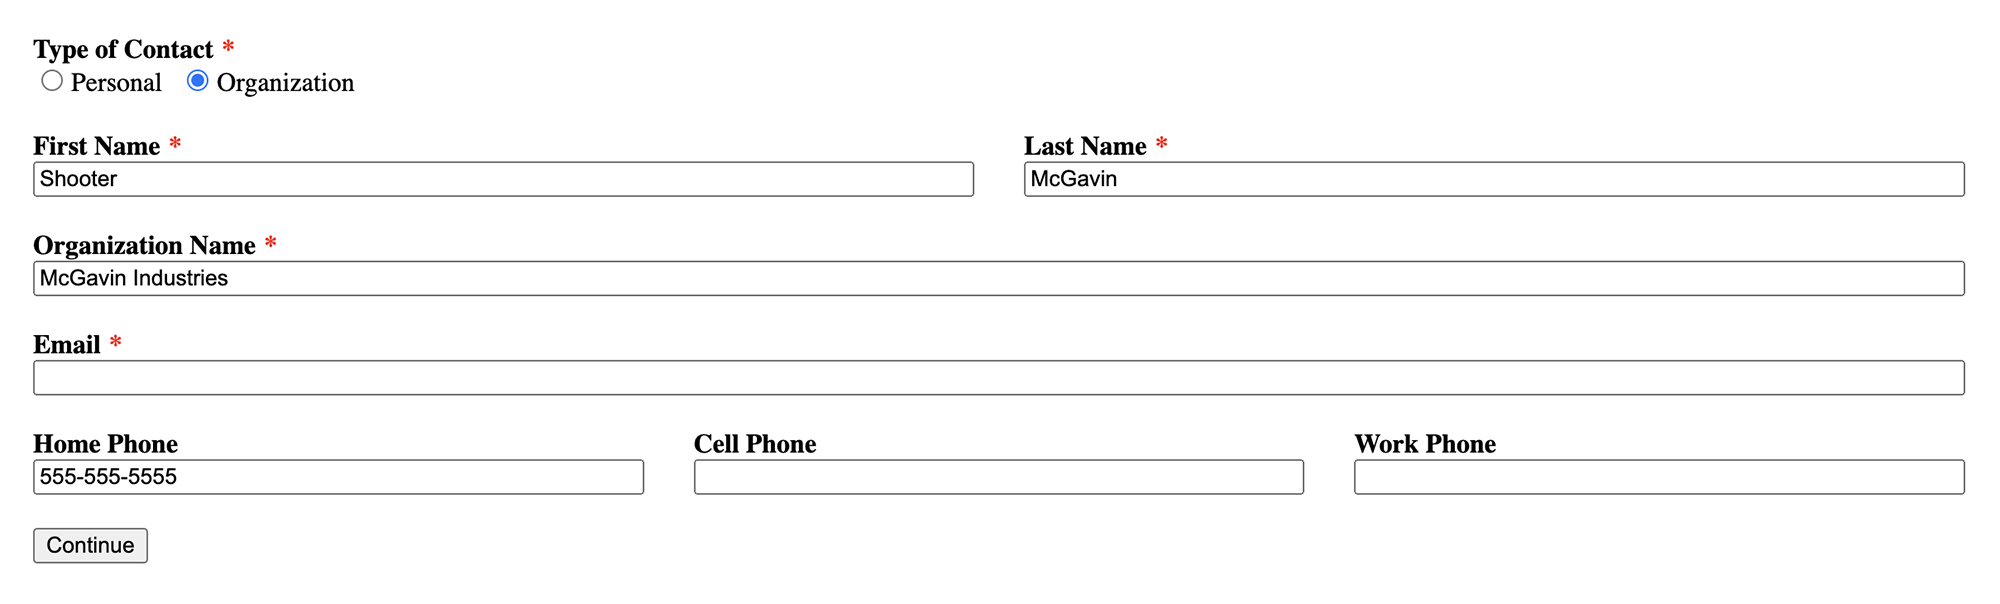 Type of Contact *
Personal Organization
First Name * Last Name *
Shooter McGavin
Organization Name *
McGavin Industries
Email *
Home Phone Cell Phone Work Phone
555-555-5555
Continue